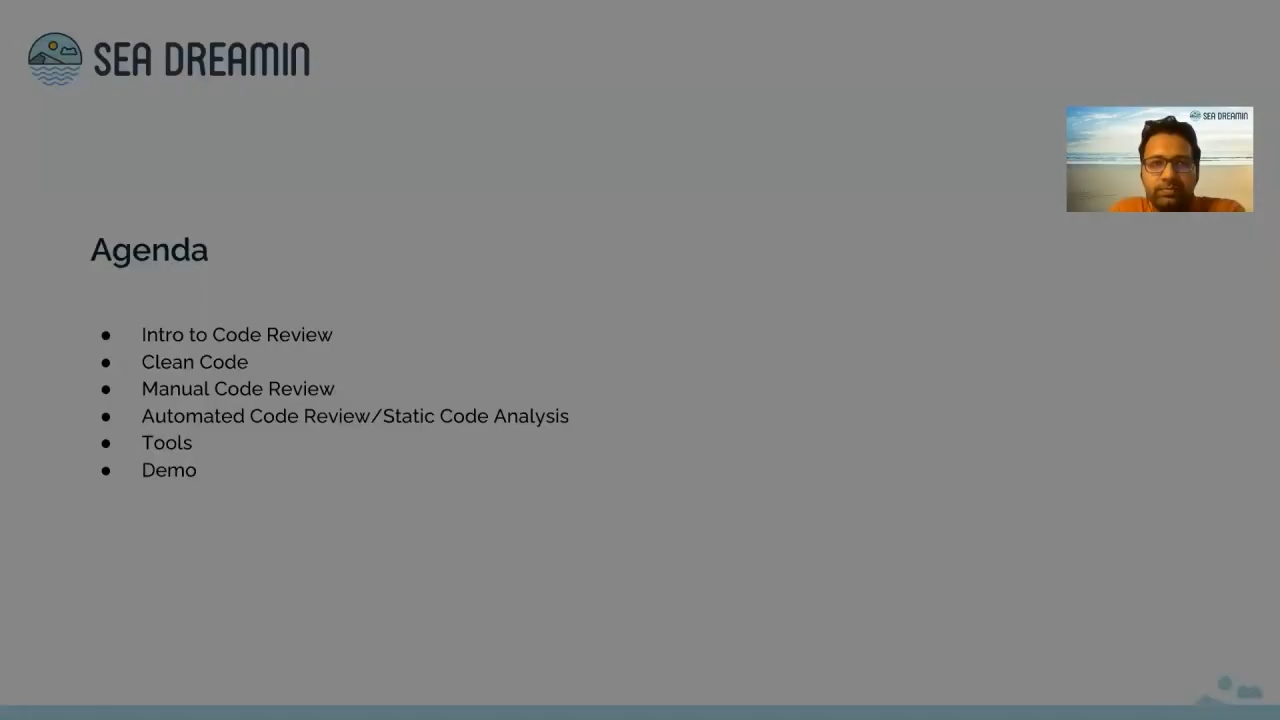 SEA DREAMIN
SEA DREAMIN
Agenda
● Intro to Code Review
● Clean Code
● Manual Code Review
● Automated Code Review/Static Code Analysis
● Tools
● Demo